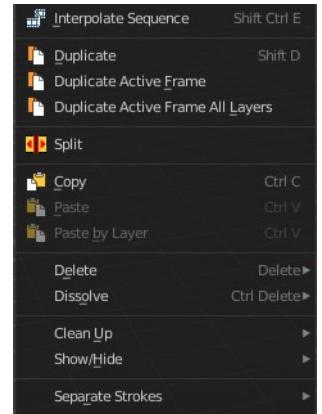 Interpolate Sequence Shift Ctrl E
Duplicate Shift D
Duplicate Active Frame
Duplicate Active Frame All Layers
Split
Copy Ctrl C
Paste Ctrl V
Paste by Layer Ctrl V
Delete Delete
Dissolve Ctrl Delete
Clean Up
Show/Hide
Separate Strokes